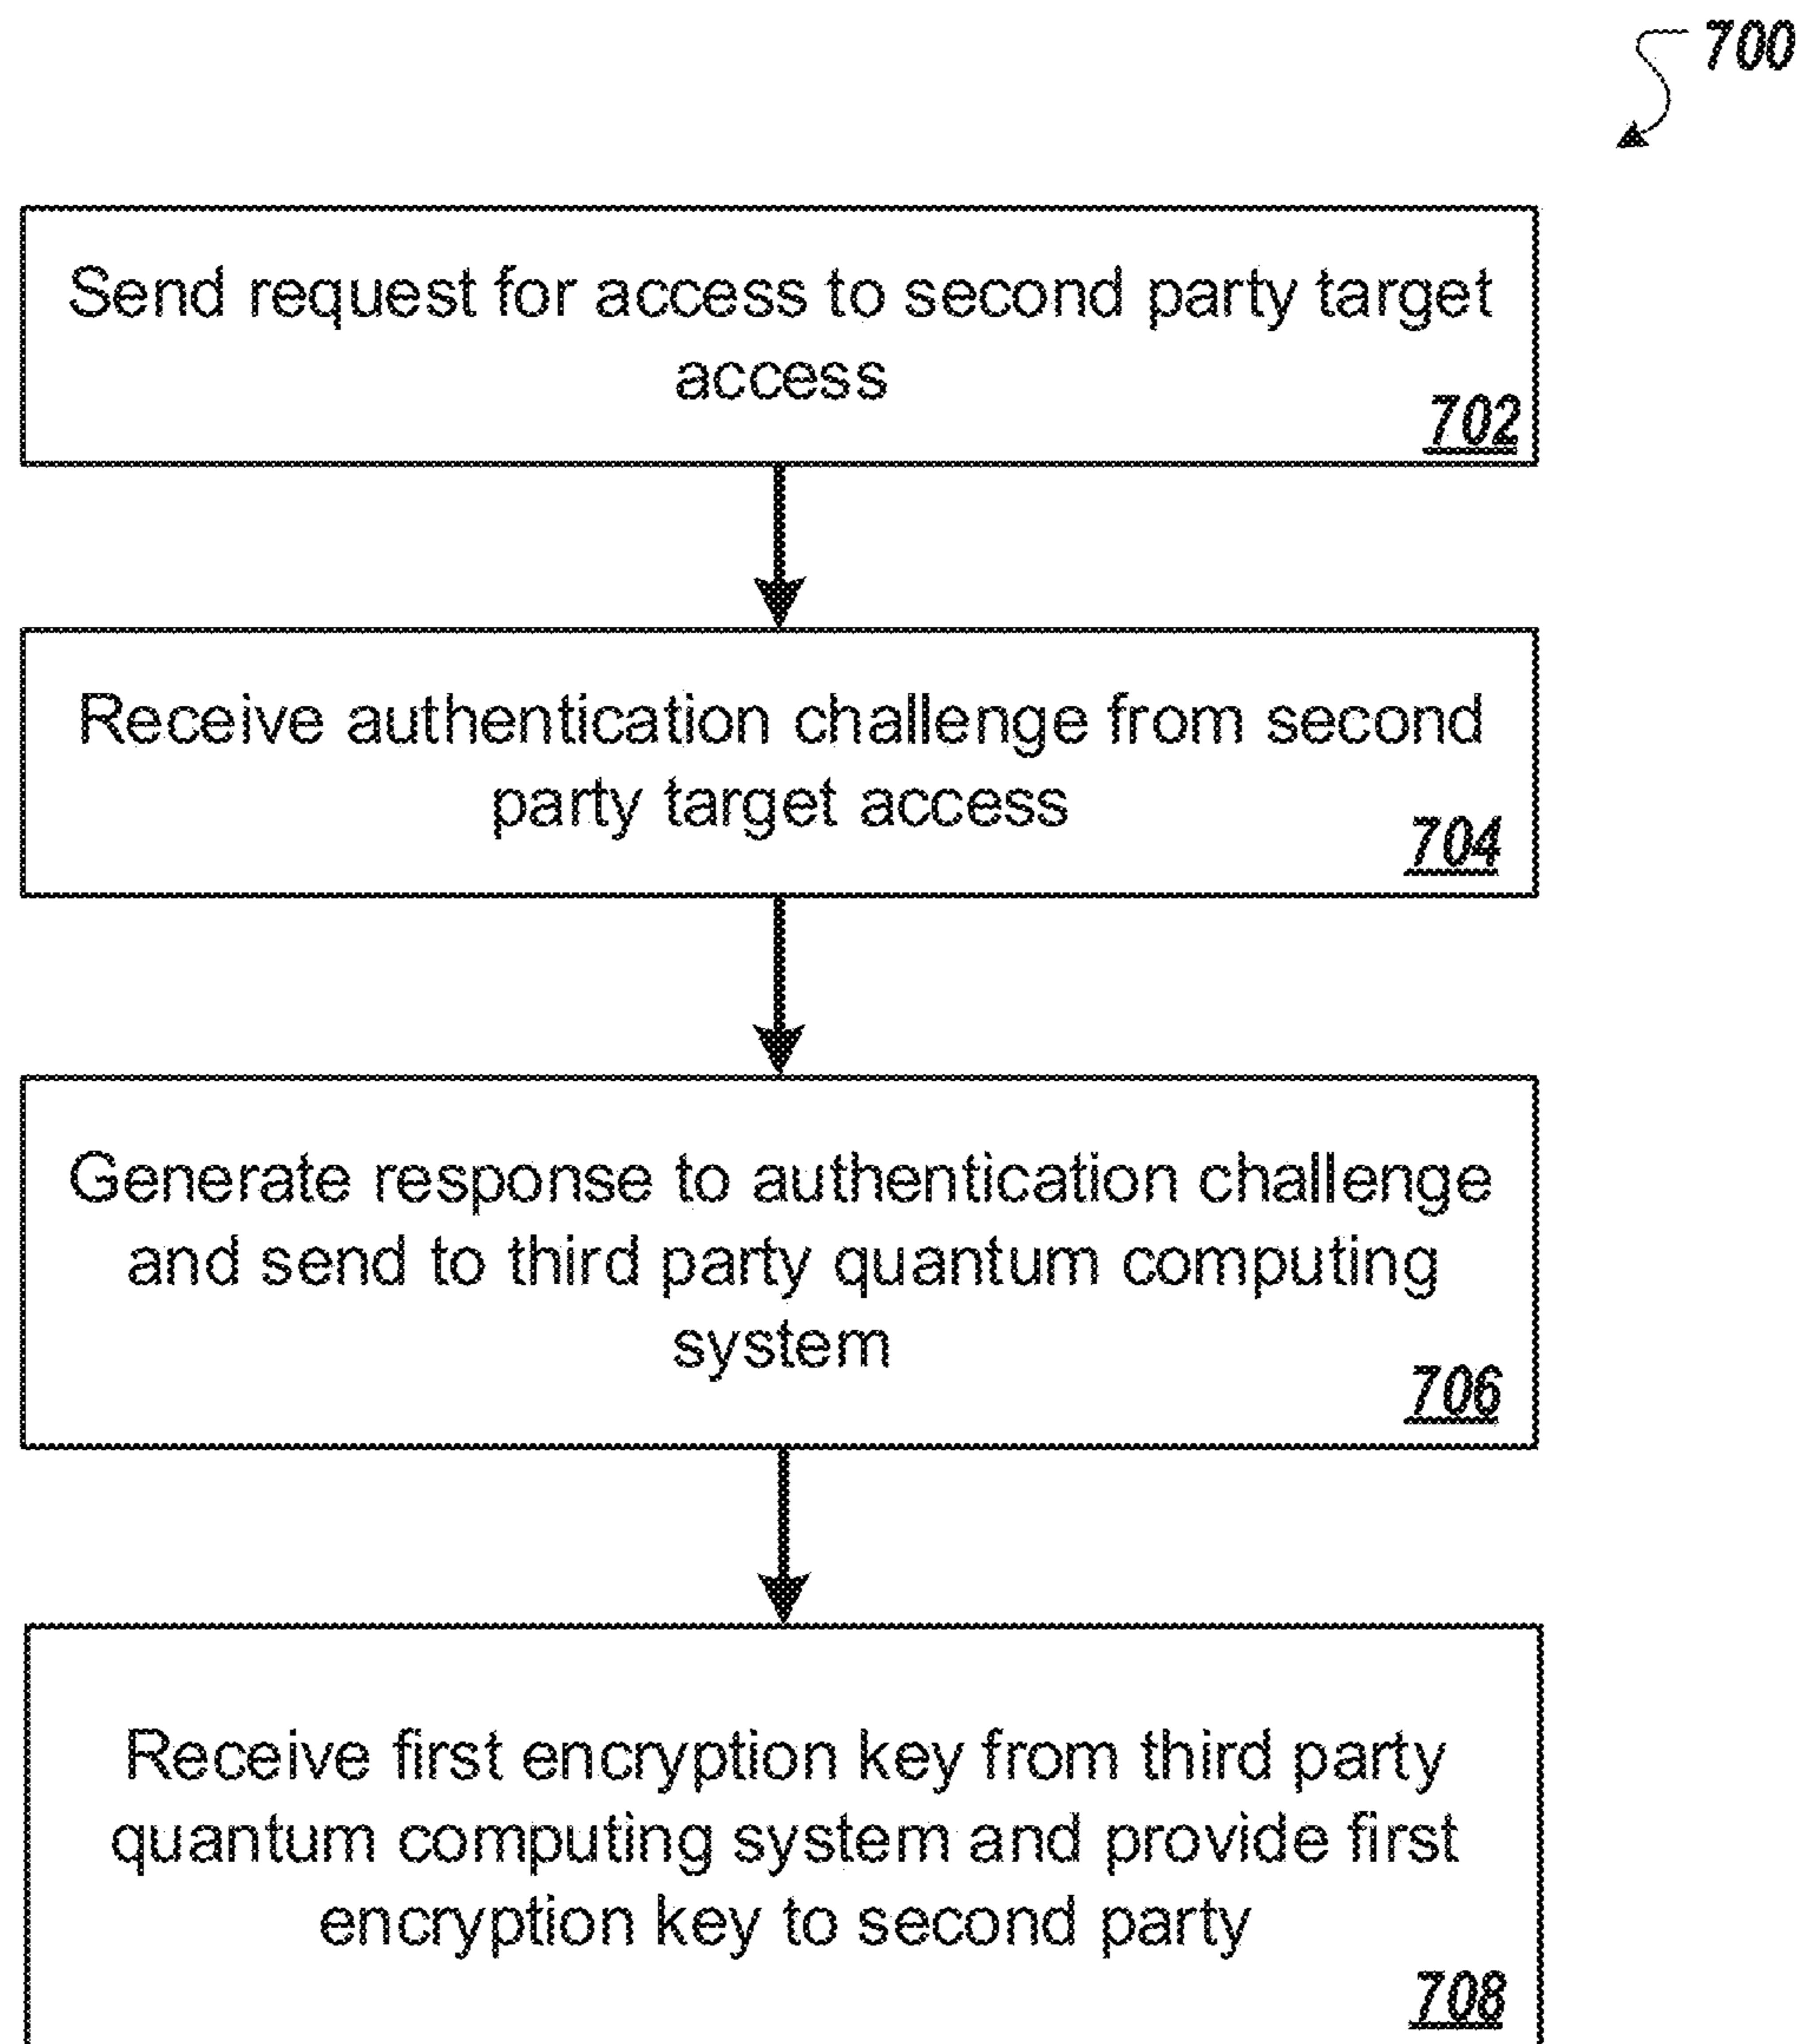 700
Send request for access to second party target
access
702
Receive authentication challenge from second
party target access
704
Generate response to authentication challenge
and send to third party quantum computing
system
706
Receive first encryption key from third party
quantum computing system and provide first
encryption key to second party
708